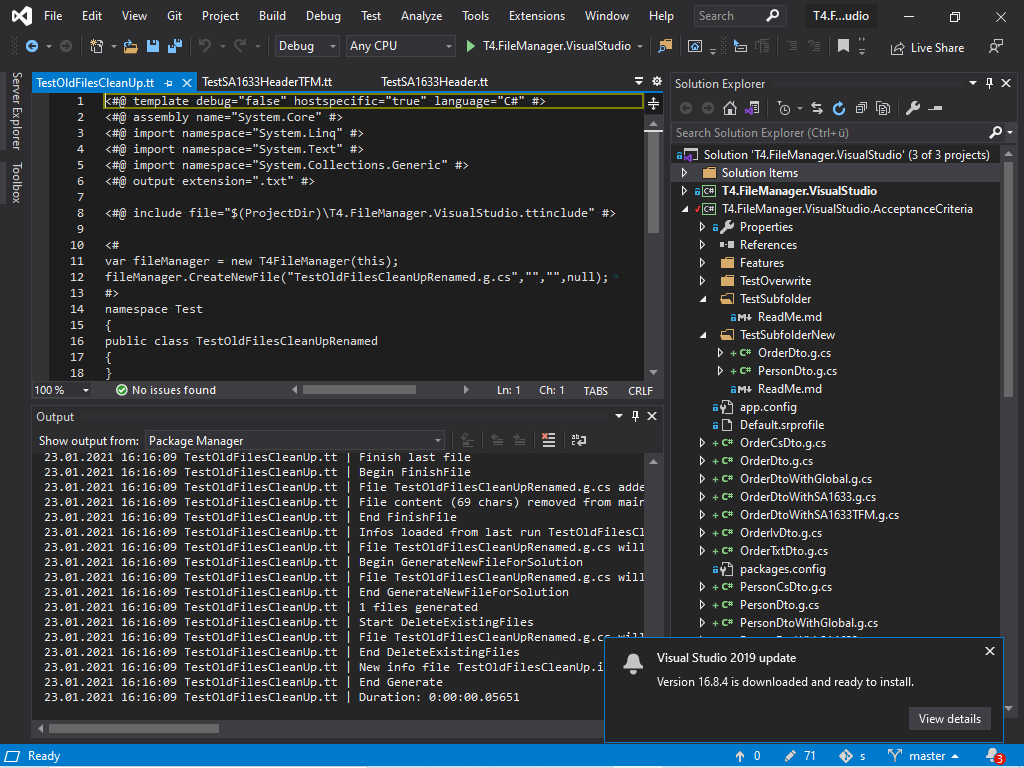 File Edit View Git Project Build Debug Test Analyze Tools Extensions Window Help Search T4.F...udio
Debug Any CPU T4.FileManager.VisualStudio Live Share
Server Explorer
Toolbox
TestOldFilesCleanUp.tt TestSA1633HeaderTFM.tt TestSA1633Header.tt
1 <#@ template debug="false" hostspecific="true" language="C#" #>
2 <#@ assembly name="System.Core" #>
3 <#@ import namespace="System.Linq" #>
4 <#@ import namespace="System.Text" #>
5 <#@ import namespace="System.Collections.Generic" #>
6 <#@ output extension=".txt" #>
7
8 <#@ include file="$(ProjectDir)\T4.FileManager.VisualStudio.ttinclude" #>
9
10 <#
11 var fileManager = new T4FileManager(this);
12 fileManager.CreateNewFile("TestOldFilesCleanUpRenamed.g.cs","","",null);
13 #>
14 namespace Test
15 {
16 public class TestOldFilesCleanUpRenamed
17 {
18 }
100 % No issues found Ln: 1 Ch: 1 TABS CRLF
Output
Show output from: Package Manager
23.01.2021 16:16:09 TestOldFilesCleanUp.tt | Finish last file
23.01.2021 16:16:09 TestOldFilesCleanUp.tt | Begin FinishFile
23.01.2021 16:16:09 TestOldFilesCleanUp.tt | File TestOldFilesCleanUpRenamed.g.cs adde
23.01.2021 16:16:09 TestOldFilesCleanUp.tt | File content (69 chars) removed from main
23.01.2021 16:16:09 TestOldFilesCleanUp.tt | End FinishFile
23.01.2021 16:16:09 TestOldFilesCleanUp.tt | Infos loaded from last run TestOldFilesCl
23.01.2021 16:16:09 TestOldFilesCleanUp.tt | File TestOldFilesCleanUpRenamed.g.cs will
23.01.2021 16:16:09 TestOldFilesCleanUp.tt | Begin GenerateNewFileForSolution
23.01.2021 16:16:09 TestOldFilesCleanUp.tt | File TestOldFilesCleanUpRenamed.g.cs will
23.01.2021 16:16:09 TestOldFilesCleanUp.tt | End GenerateNewFileForSolution
23.01.2021 16:16:09 TestOldFilesCleanUp.tt | 1 files generated
23.01.2021 16:16:09 TestOldFilesCleanUp.tt | Start DeleteExistingFiles
23.01.2021 16:16:09 TestOldFilesCleanUp.tt | File TestOldFilesCleanUpRenamed.g.cs will
23.01.2021 16:16:09 TestOldFilesCleanUp.tt | End DeleteExistingFiles
23.01.2021 16:16:09 TestOldFilesCleanUp.tt | New info file TestOldFilesCleanUp.i
23.01.2021 16:16:09 TestOldFilesCleanUp.tt | End Generate
23.01.2021 16:16:09 TestOldFilesCleanUp.tt | Duration: 0:00:00.05651
Solution Explorer
Search Solution Explorer (Ctrl+ü)
Solution 'T4.FileManager.VisualStudio' (3 of 3 projects)
Solution Items
C# T4.FileManager.VisualStudio
C# T4.FileManager.VisualStudio.AcceptanceCriteria
Properties
References
Features
TestOverwrite
TestSubfolder
M+ ReadMe.md
TestSubfolderNew
+ C# OrderDto.g.cs
+ C# PersonDto.g.cs
M+ ReadMe.md
app.config
Default.srprofile
+ C# OrderCsDto.g.cs
+ C# OrderDto.g.cs
+ C# OrderDtoWithGlobal.g.cs
+ C# OrderDtoWithSA1633.g.cs
+ C# OrderDtoWithSA1633TFM.g.cs
+ C# OrderIvDto.g.cs
+ C# OrderTxtDto.g.cs
packages.config
+ C# PersonCsDto.g.cs
+ C# PersonDto.g.cs
+ C# PersonDtoWithGlobal.g.cs
Visual Studio 2019 update
Version 16.8.4 is downloaded and ready to install.
View details
Ready 0 71 s master 3